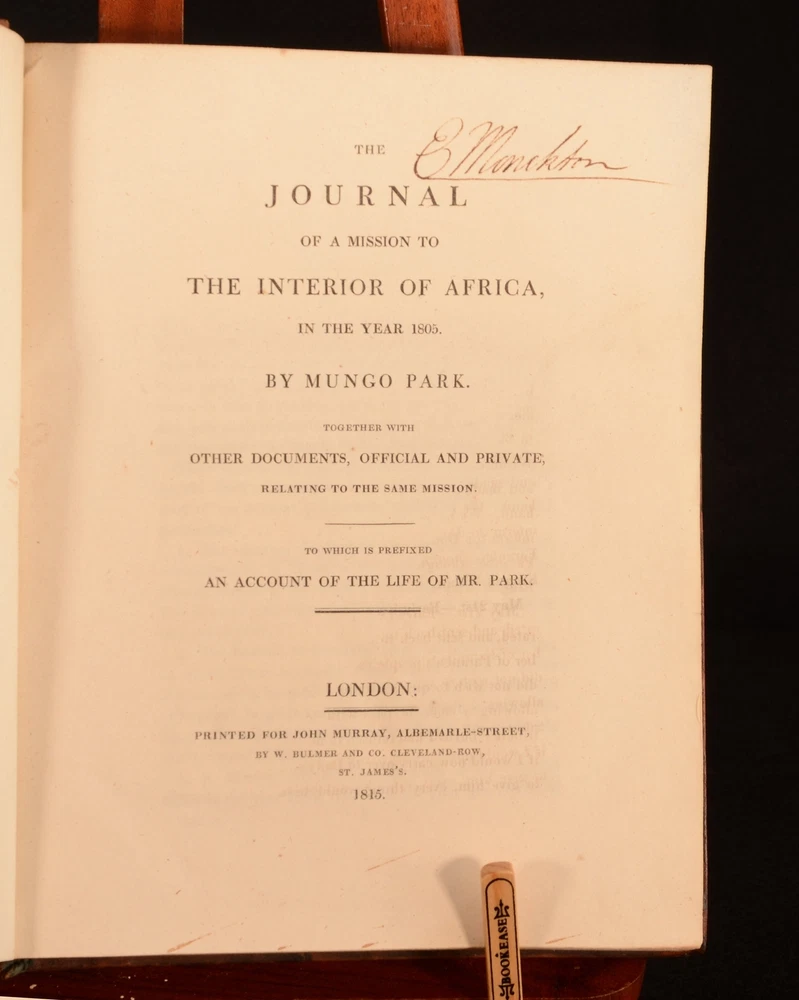 THE
C Monckton
JOURNAL
OF A MISSION TO
THE INTERIOR OF AFRICA,
IN THE YEAR 1805.
BY MUNGO PARK.
TOGETHER WITH
OTHER DOCUMENTS, OFFICIAL AND PRIVATE,
RELATING TO THE SAME MISSION.
TO WHICH IS PREFIXED
AN ACCOUNT OF THE LIFE OF MR. PARK.
LONDON:
PRINTED FOR JOHN MURRAY, ALBEMARLE-STREET,
BY W. BULMER AND CO. CLEVELAND-ROW,
ST. JAMES'S.
1815.
BOOKEASE